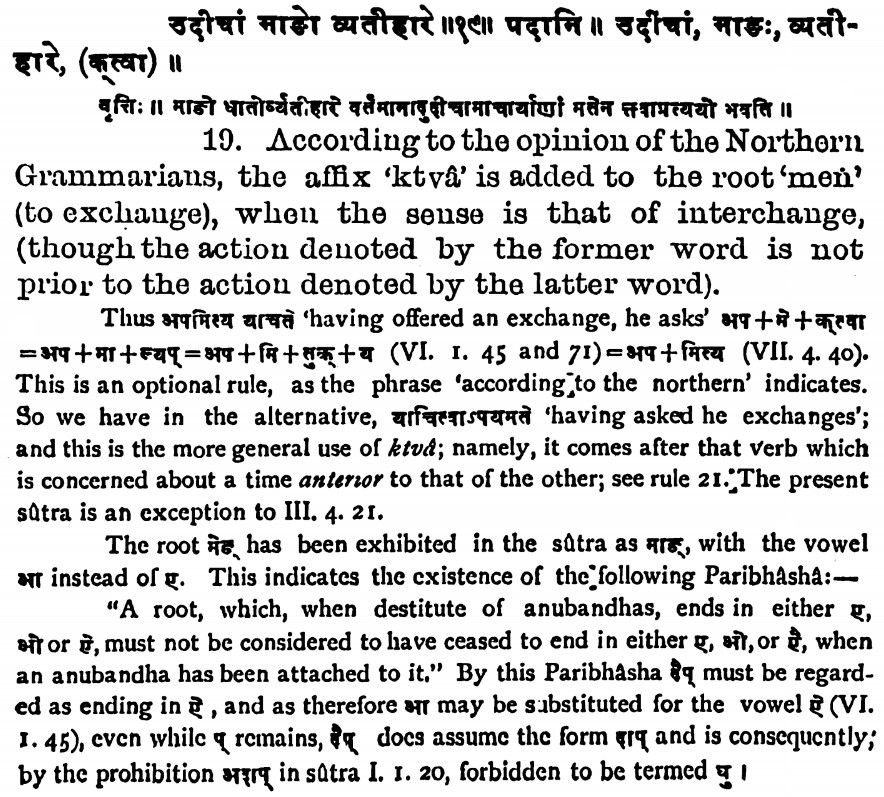 उदीचां माङो व्यतीहारे॥१९॥ पदानि॥ उदीचां, माङः, व्यती-
हारे, (क्त्वा)॥
वृत्तिः॥ माङो धातोर्व्यतीहारे वर्तमानादुदीचामाचार्याणां मतेन क्त्वाप्रत्ययो भवति॥
19. According to the opinion of the Northern
Grammarians, the affix ‘ktvâ’ is added to the root ‘meṅ’
(to exchange), when the sense is that of interchange,
(though the action denoted by the former word is not
prior to the action denoted by the latter word).
Thus अपमित्य याचते ‘having offered an exchange, he asks’ अप+मे+क्त्वा
=अप+मा+ल्यप्=अप+मि+तुक्+य (VI. 1. 45 and 71)=अप+मित्य (VII. 4. 40).
This is an optional rule, as the phrase ‘according to the northern’ indicates.
So we have in the alternative, याचित्वाऽपयमते ‘having asked he exchanges’;
and this is the more general use of ktvâ; namely, it comes after that verb which
is concerned about a time anterior to that of the other; see rule 21. The present
sûtra is an exception to III. 4. 21.
The root मेङ् has been exhibited in the sûtra as माङ्, with the vowel
आ instead of ए. This indicates the existence of the following Paribhâshâ:—
“A root, which, when destitute of anubandhas, ends in either ए,
ओ or ऐ, must not be considered to have ceased to end in either ए, ओ, or ऐ, when
an anubandha has been attached to it.” By this Paribhâsha दैप् must be regard-
ed as ending in ऐ, and as therefore आ may be substituted for the vowel ऐ (VI.
1. 45), even while प् remains, दैप् does assume the form दाप् and is consequently;
by the prohibition अदाप् in sûtra I. 1. 20, forbidden to be termed घु।